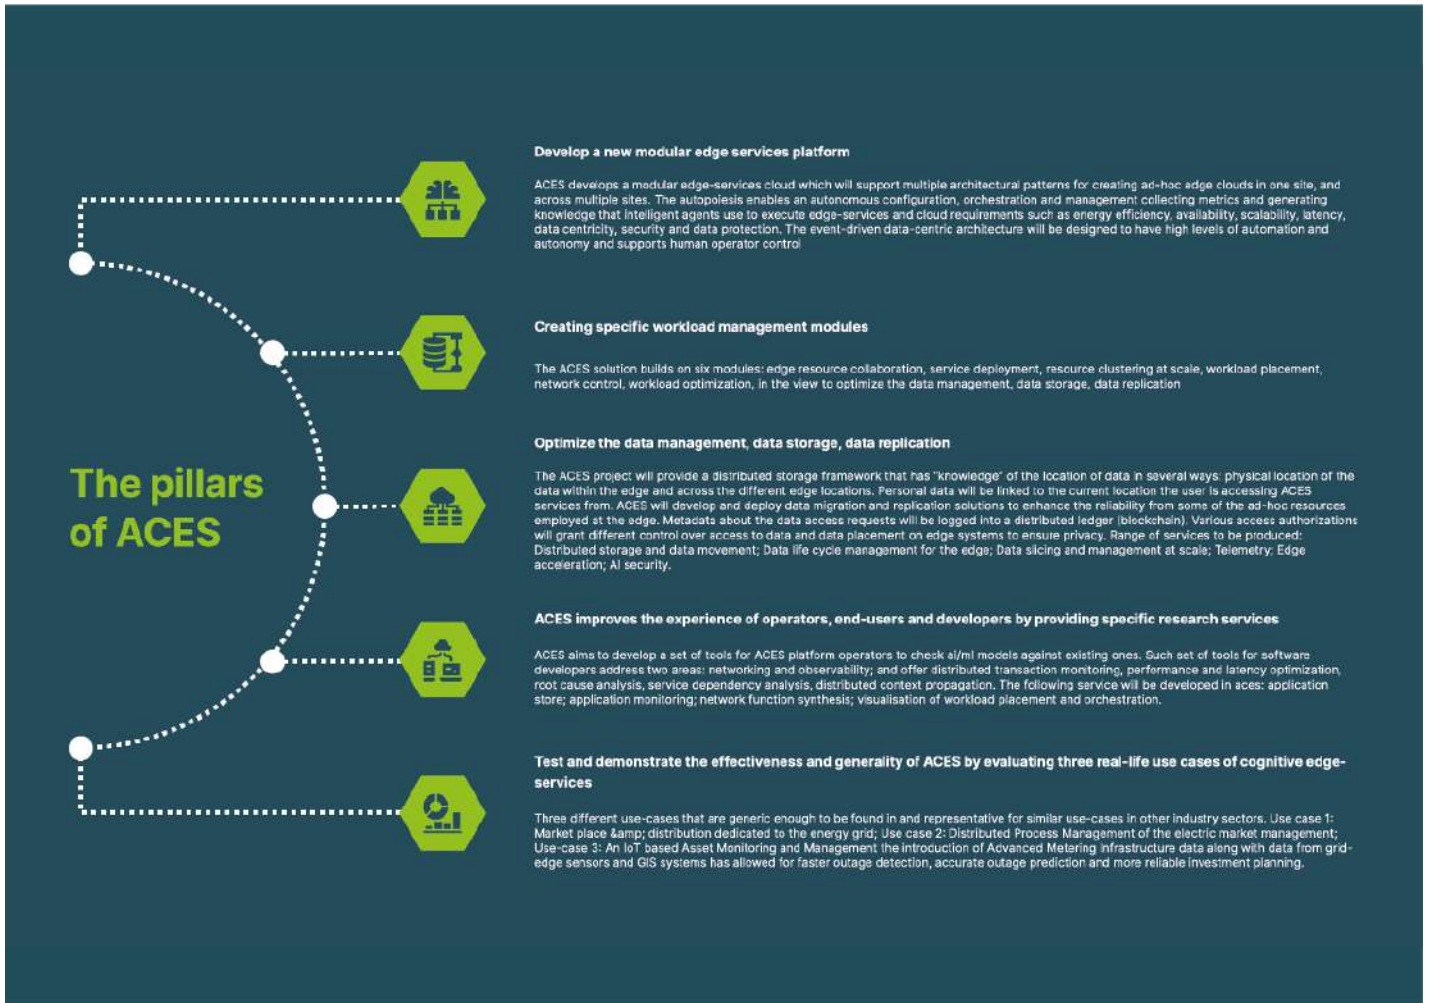 The pillars
of ACES
Develop a new modular edge services platform
ACES develops a modular edge-services cloud which will support multiple architectural patterns for creating ad-hoc edge clouds in one site, and
across multiple sites. The autopoiesis enables an autonomous configuration, orchestration and management collecting metrics and generating
knowledge that intelligent agents use to execute edge-services and cloud requirements such as energy efficiency, availability, scalability, latency,
data centricity, security and data protection. The event-driven data-centric architecture will be designed to have high levels of automation and
autonomy and supports human operator control
Creating specific workload management modules
The ACES solution builds on six modules: edge resource collaboration, service deployment, resource clustering at scale, workload placement,
network control, workload optimization, in the view to optimize the data management, data storage, data replication
Optimize the data management, data storage, data replication
The ACES project will provide a distributed storage framework that has "knowledge" of the location of data in several ways: physical location of the
data within the edge and across the different edge locations. Personal data will be linked to the current location the user is accessing ACES
services from. ACES will develop and deploy data migration and replication solutions to enhance the reliability from some of the ad-hoc resources
employed at the edge. Metadata about the data access requests will be logged into a distributed ledger (blockchain). Various access authorizations
will grant different control over access to data and data placement on edge systems to ensure privacy. Range of services to be produced:
Distributed storage and data movement; Data life cycle management for the edge; Data slicing and management at scale; Telemetry; Edge
acceleration; AI security.
ACES improves the experience of operators, end-users and developers by providing specific research services
ACES aims to develop a set of tools for ACES platform operators to check ai/ml models against existing ones. Such set of tools for software
developers address two areas: networking and observability; and offer distributed transaction monitoring, performance and latency optimization,
root cause analysis, service dependency analysis, distributed context propagation. The following service will be developed in aces: application
store; application monitoring; network function synthesis; visualisation of workload placement and orchestration.
Test and demonstrate the effectiveness and generality of ACES by evaluating three real-life use cases of cognitive edge-
services
Three different use-cases that are generic enough to be found in and representative for similar use-cases in other industry sectors. Use case 1:
Market place &amp; distribution dedicated to the energy grid; Use case 2: Distributed Process Management of the electric market management;
Use-case 3: An IoT based Asset Monitoring and Management the introduction of Advanced Metering Infrastructure data along with data from grid-
edge sensors and GIS systems has allowed for faster outage detection, accurate outage prediction and more reliable investment planning.